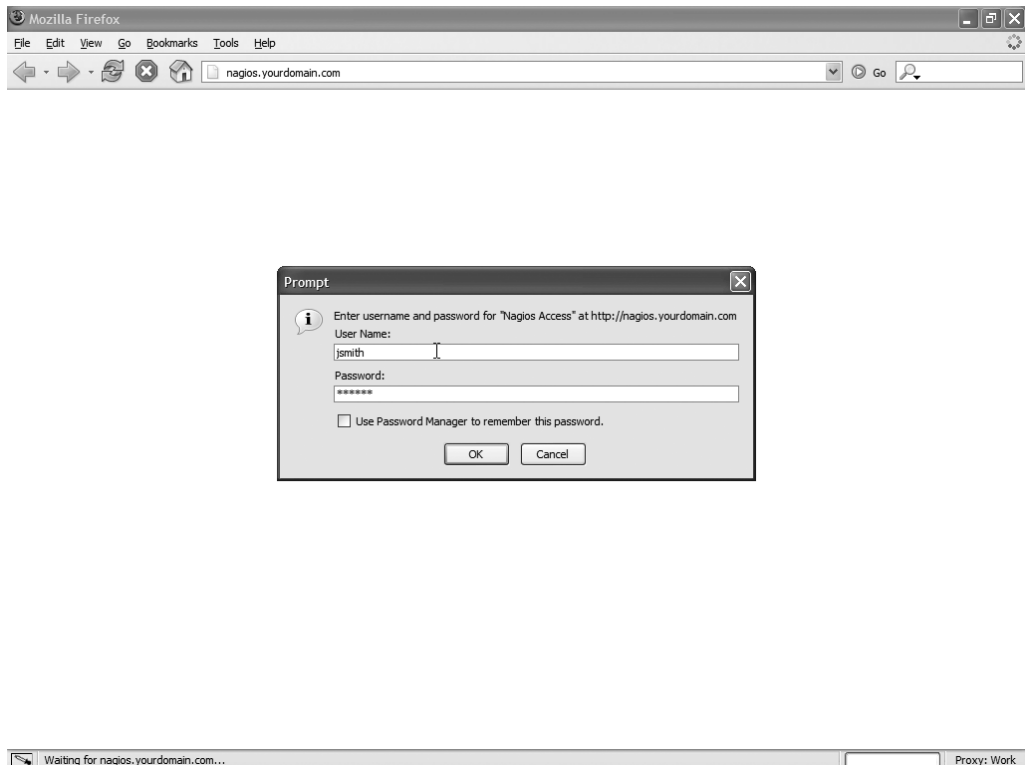 Mozilla Firefox
File Edit View Go Bookmarks Tools Help
nagios.yourdomain.com Go
Prompt
Enter username and password for "Nagios Access" at http://nagios.yourdomain.com
User Name:
jsmith
Password:
******
Use Password Manager to remember this password.
OK Cancel
Waiting for nagios.yourdomain.com... Proxy: Work